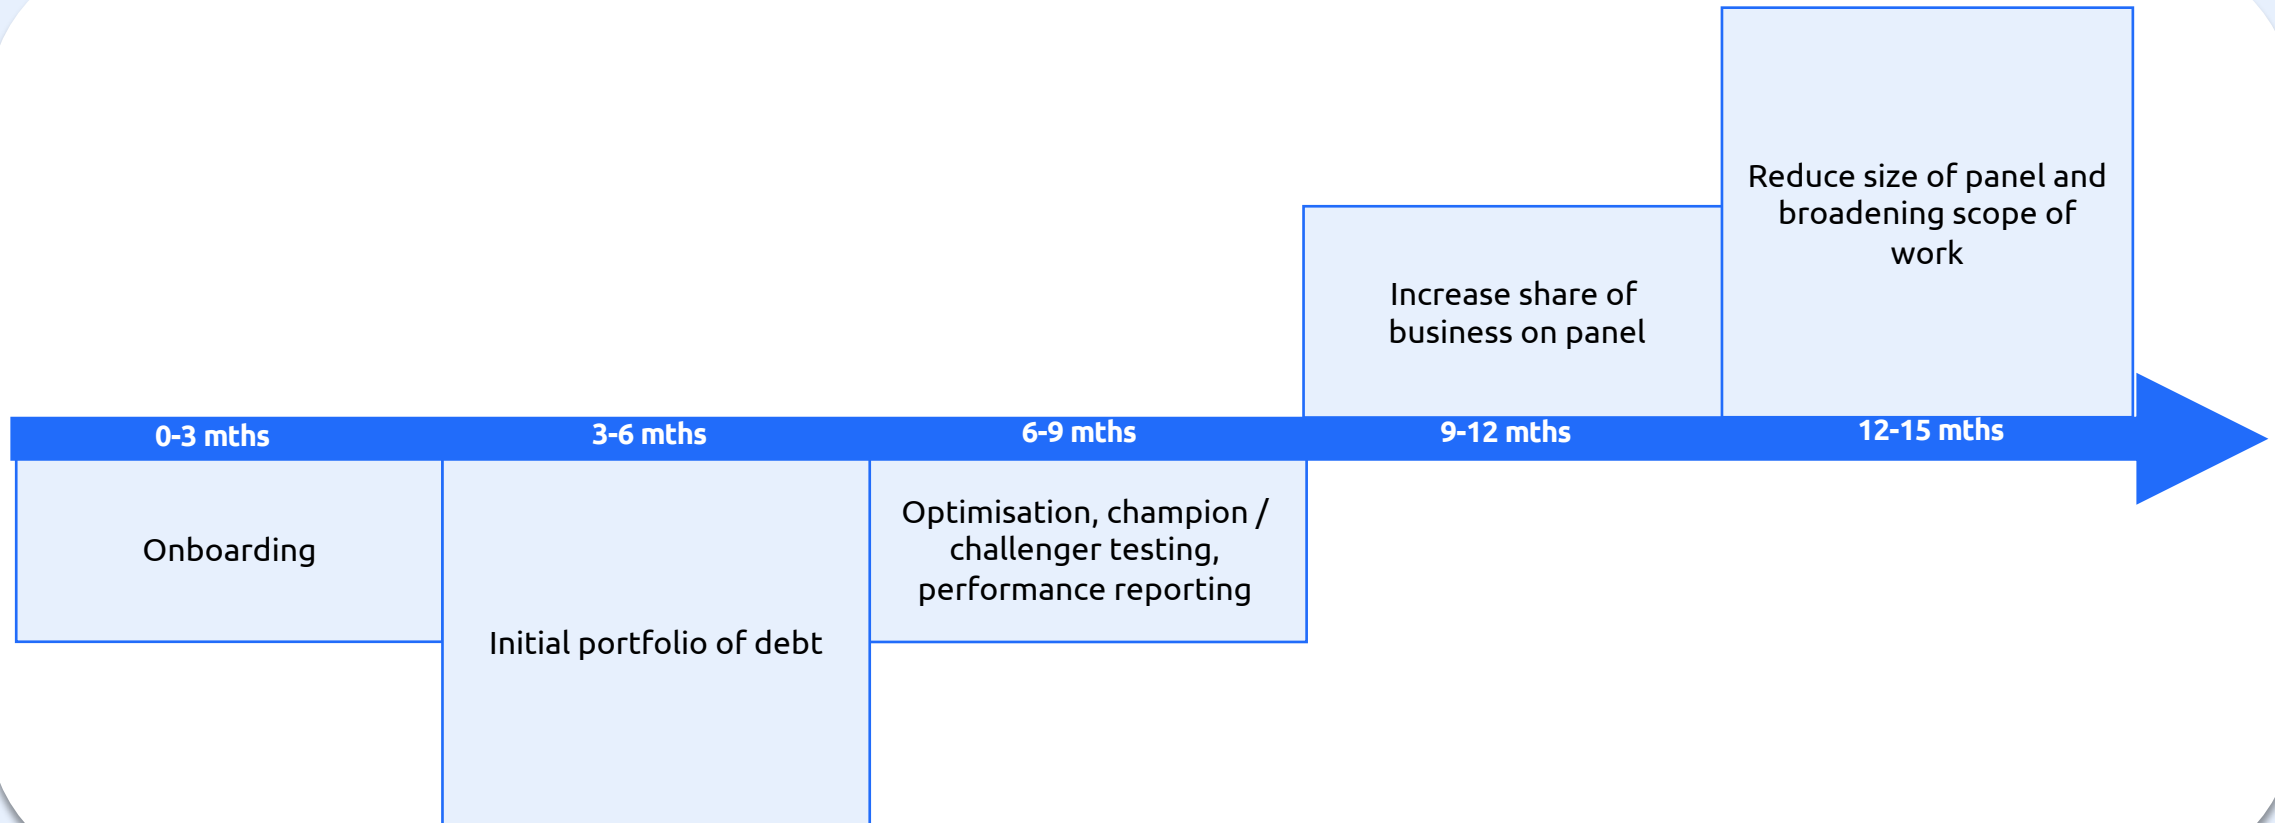 Reduce size of panel and
broadening scope of
work
Increase share of
business on panel
0-3 mths
3-6 mths
6-9 mths
9-12 mths
12-15 mths
Onboarding
Initial portfolio of debt
Optimisation, champion /
challenger testing,
performance reporting